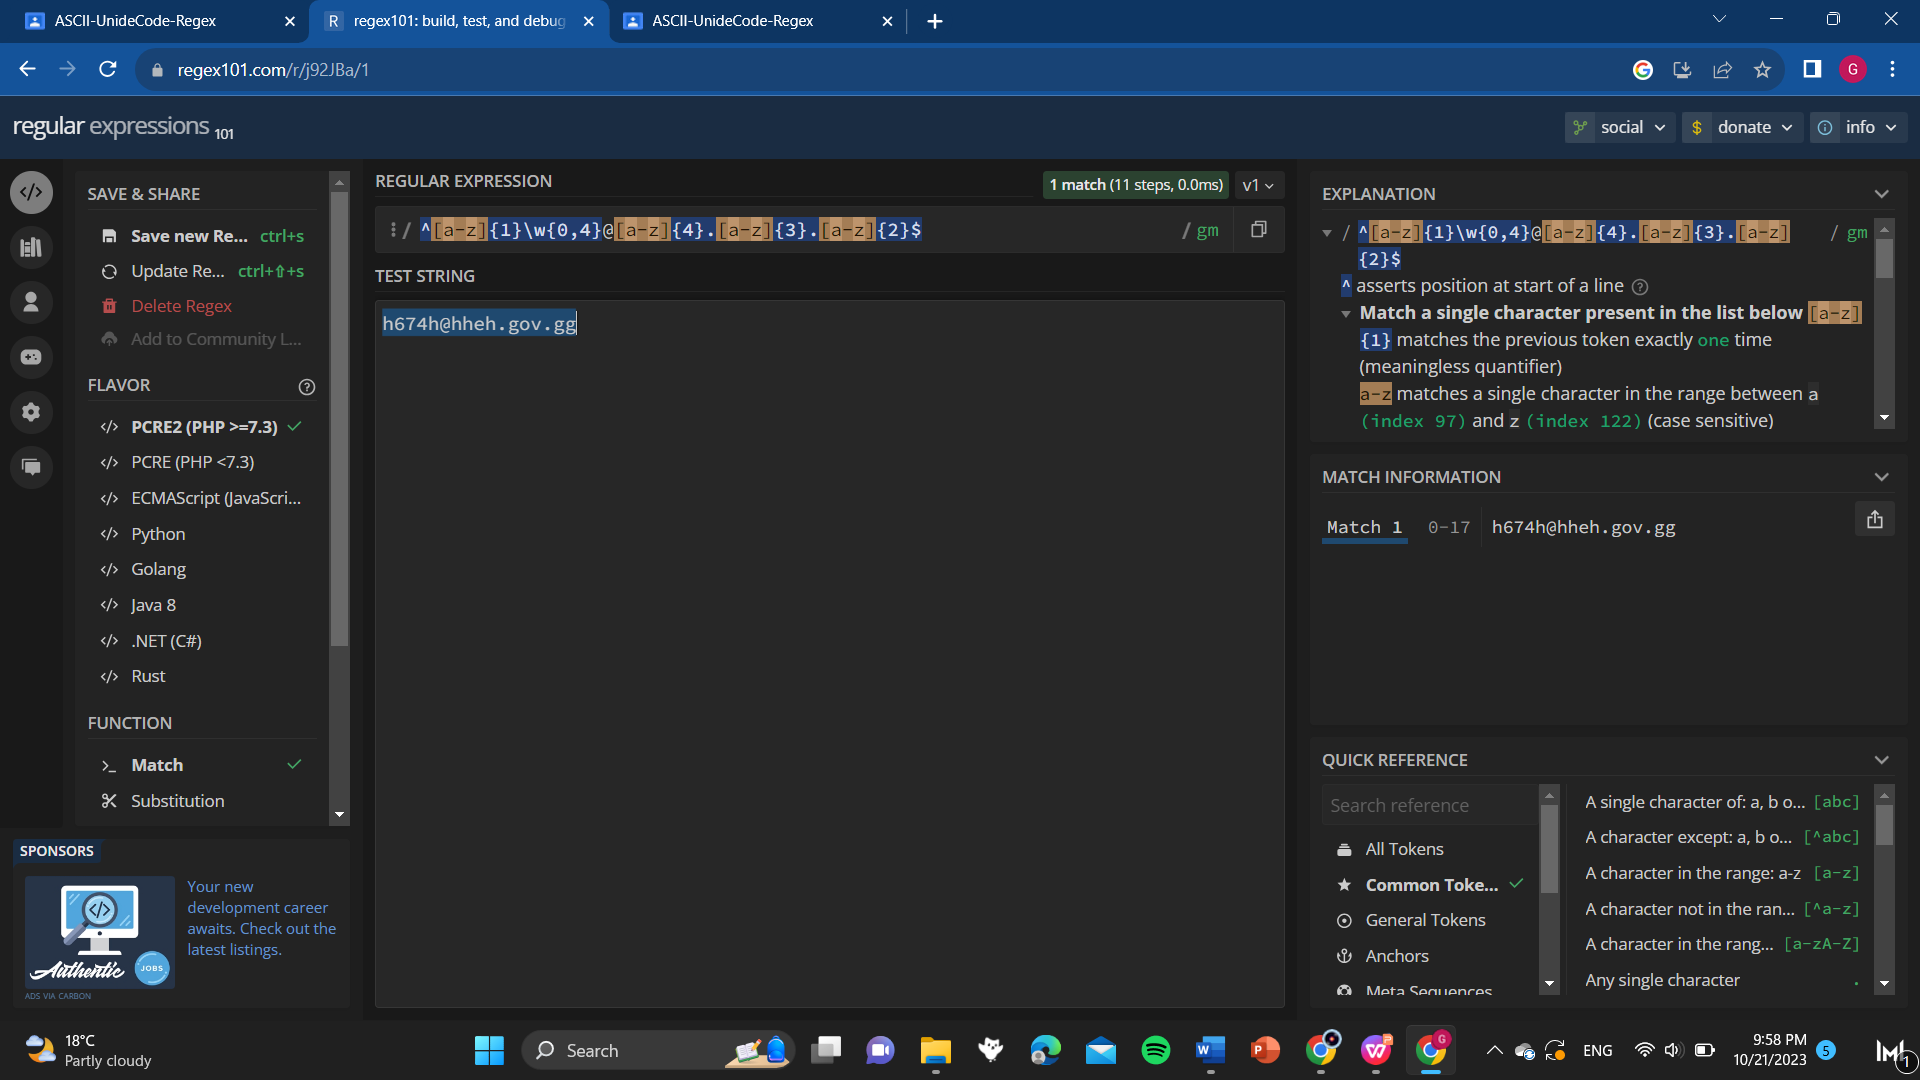 ASCII-UnideCode-Regex
regex101: build, test, and debug
ASCII-UnideCode-Regex
regex101.com/r/j92JBa/1
G
regular expressions 101
social
$ donate
info
SAVE & SHARE
Save new Re... ctrl+s
Update Re... ctrl+⇧+s
Delete Regex
Add to Community L...
FLAVOR
PCRE2 (PHP >=7.3)
PCRE (PHP <7.3)
ECMAScript (JavaScri...
Python
Golang
Java 8
.NET (C#)
Rust
FUNCTION
Match
Substitution
SPONSORS
Your new
development career
awaits. Check out the
latest listings.
Authentic JOBS
ADS VIA CARBON
REGULAR EXPRESSION
1 match (11 steps, 0.0ms)
v1
/ ^[a-z]{1}\w{0,4}@[a-z]{4}.[a-z]{3}.[a-z]{2}$ / gm
TEST STRING
h674h@hheh.gov.gg
EXPLANATION
/ ^[a-z]{1}\w{0,4}@[a-z]{4}.[a-z]{3}.[a-z] / gm
{2}$
^ asserts position at start of a line
Match a single character present in the list below [a-z]
{1} matches the previous token exactly one time
(meaningless quantifier)
a-z matches a single character in the range between a
(index 97) and z (index 122) (case sensitive)
MATCH INFORMATION
Match 1 0-17 h674h@hheh.gov.gg
QUICK REFERENCE
Search reference
All Tokens
Common Toke...
General Tokens
Anchors
Meta Sequences
A single character of: a, b o... [abc]
A character except: a, b o... [^abc]
A character in the range: a-z [a-z]
A character not in the ran... [^a-z]
A character in the rang... [a-zA-Z]
Any single character .
18°C
Partly cloudy
Search
ENG
9:58 PM
10/21/2023
5
1